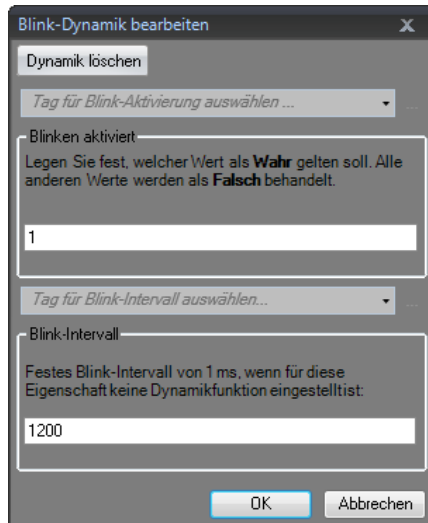 Blink-Dynamik bearbeiten
X
Dynamik löschen
Tag für Blink-Aktivierung auswählen ...
...
Blinken aktiviert
Legen Sie fest, welcher Wert als Wahr gelten soll. Alle
anderen Werte werden als Falsch behandelt.
1
Tag für Blink-Intervall auswählen...
...
Blink-Intervall
Festes Blink-Intervall von 1 ms, wenn für diese
Eigenschaft keine Dynamikfunktion eingestellt ist:
1200
OK
Abbrechen